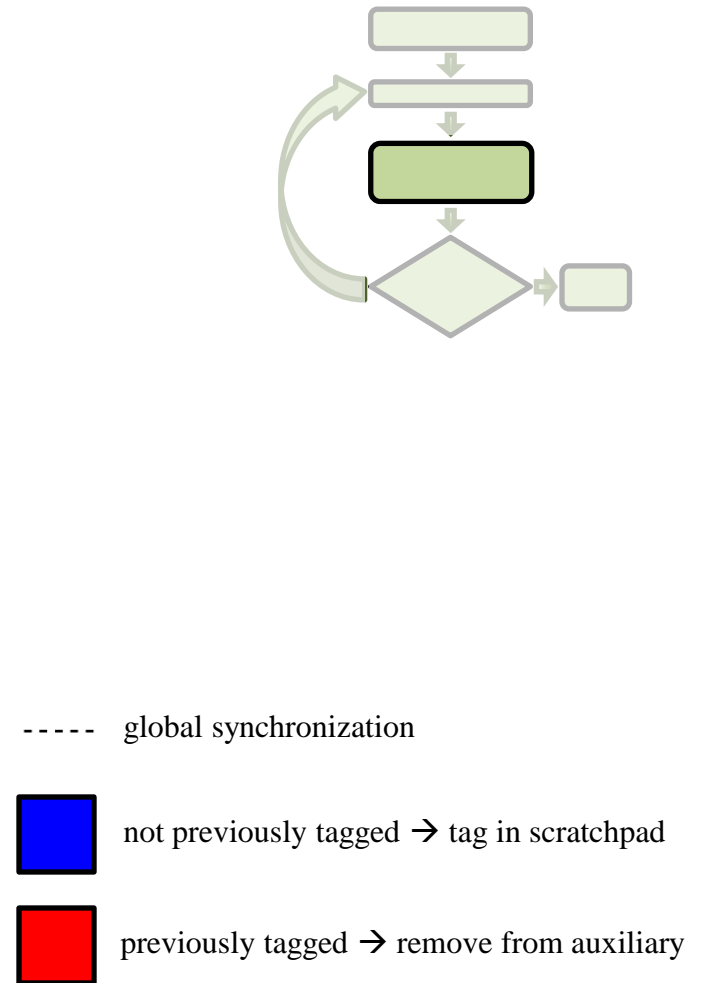 ----- global synchronization
not previously tagged → tag in scratchpad
previously tagged → remove from auxiliary